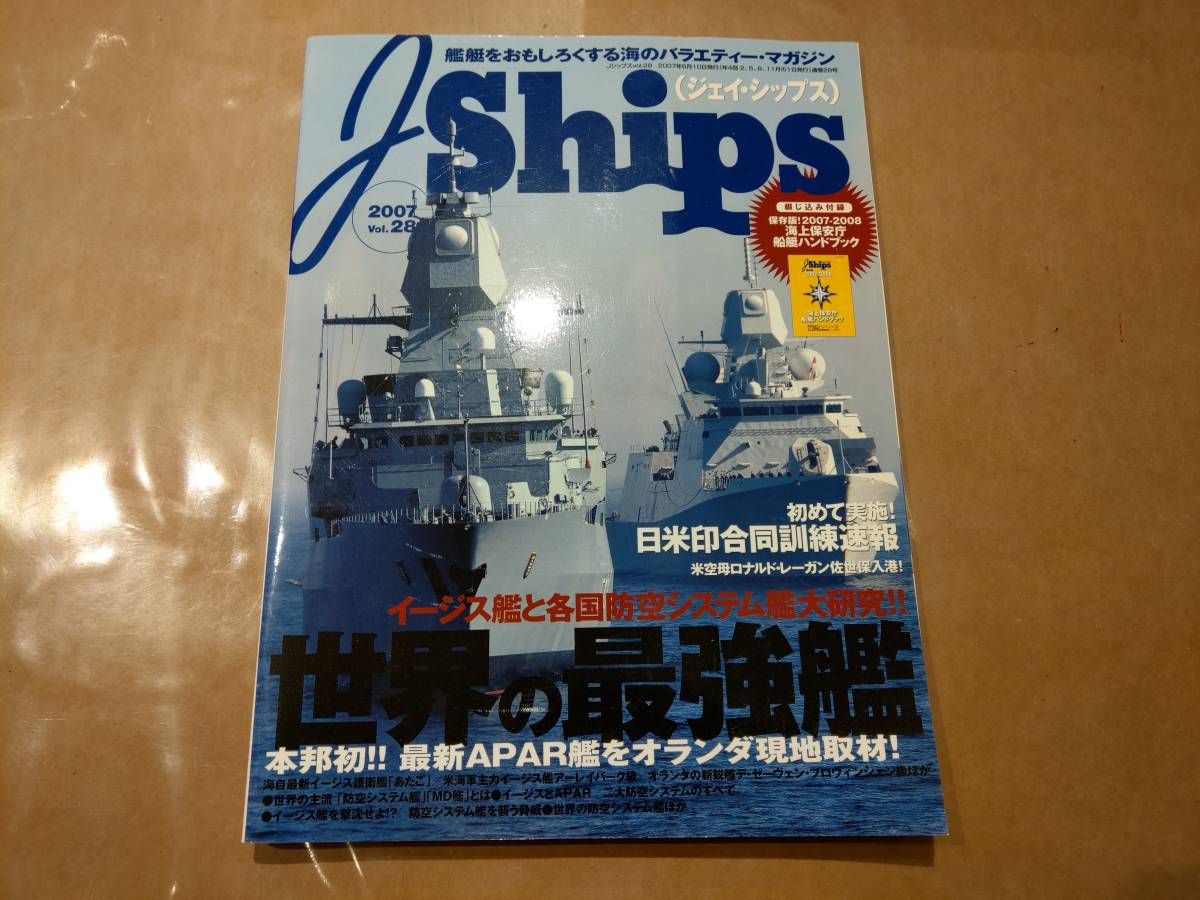 艦艇をおもしろくする海のバラエティー・マガジン
Jシップスvol.28 2007年6月10日発行(年4回 2、5、8、11月の1日発行)通巻28号
J Ships
(ジェイ・シップス)
2007
Vol.28
綴じ込み付録
保存版!2007-2008
海上保安庁
船艇ハンドブック
J Ships
海上保安庁
船艇ハンドブック
初めて実施!
日米印合同訓練速報
米空母ロナルド・レーガン佐世保入港!
イージス艦と各国防空システム艦大研究!!
世界の最強艦
本邦初!! 最新APAR艦をオランダ現地取材!
海自最新イージス護衛艦「あたご」/米海軍主力イージス艦アーレイバーク級、オランダの新鋭艦デ・ゼーヴェン・プロヴィンシェン級ほか
●世界の主流「防空システム艦」「MD艦」とは●イージスとAPAR 二大防空システムのすべて
●イージス艦を撃沈せよ!? 防空システム艦を襲う脅威●世界の防空システム艦ほか